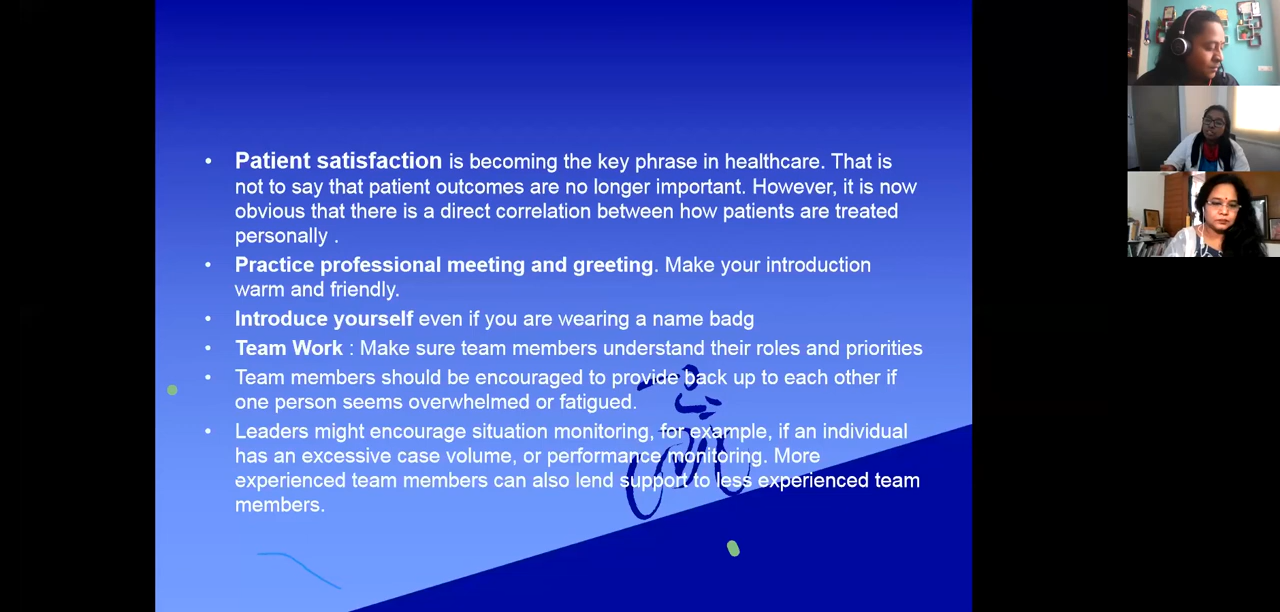 • Patient satisfaction is becoming the key phrase in healthcare. That is
not to say that patient outcomes are no longer important. However, it is now
obvious that there is a direct correlation between how patients are treated
personally .
• Practice professional meeting and greeting. Make your introduction
warm and friendly.
• Introduce yourself even if you are wearing a name badg
• Team Work : Make sure team members understand their roles and priorities
• Team members should be encouraged to provide back up to each other if
one person seems overwhelmed or fatigued.
• Leaders might encourage situation monitoring, for example, if an individual
has an excessive case volume, or performance monitoring. More
experienced team members can also lend support to less experienced team
members.